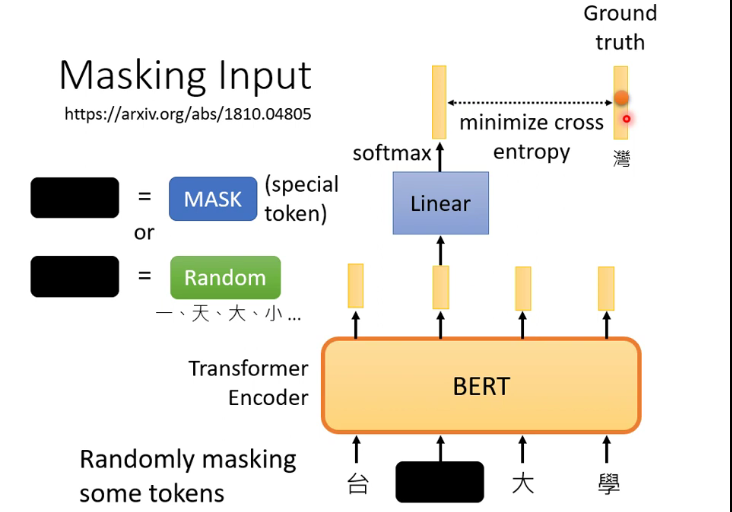 Ground
truth
Masking Input
https://arxiv.org/abs/1810.04805
minimize cross
entropy
softmax
灣
= MASK (special
token)
or
Linear
= Random
一、天、大、小 ...
Transformer
Encoder
BERT
Randomly masking
some tokens
台 大 學